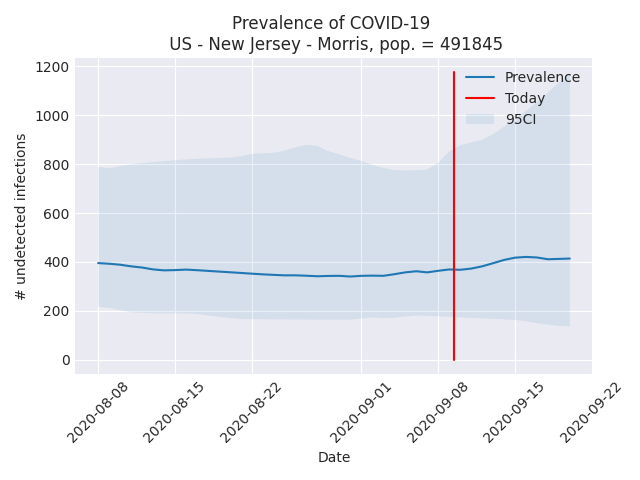 Prevalence of COVID-19
US - New Jersey - Morris, pop. = 491845
# undetected infections
1200
1000
800
600
400
200
0
Prevalence
Today
95CI
2020-08-08
2020-08-15
2020-08-22
2020-09-01
2020-09-08
2020-09-15
2020-09-22
Date